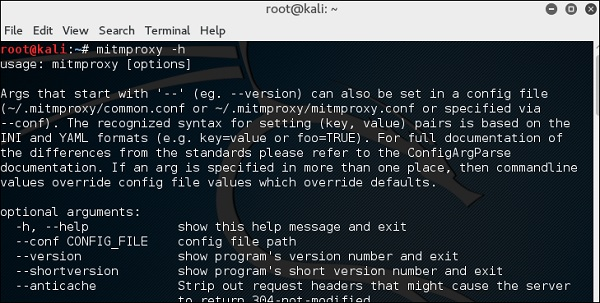 root@kali: ~
File Edit View Search Terminal Help
root@kali:~# mitmproxy -h
usage: mitmproxy [options]
Args that start with '--' (eg. --version) can also be set in a config file
(~/.mitmproxy/common.conf or ~/.mitmproxy/mitmproxy.conf or specified via
--conf). The recognized syntax for setting (key, value) pairs is based on the
INI and YAML formats (e.g. key=value or foo=TRUE). For full documentation of
the differences from the standards please refer to the ConfigArgParse
documentation. If an arg is specified in more than one place, then commandline
values override config file values which override defaults.
optional arguments:
-h, --help show this help message and exit
--conf CONFIG_FILE config file path
--version show program's version number and exit
--shortversion show program's short version number and exit
--anticache Strip out request headers that might cause the server
to return 304-not-modified.